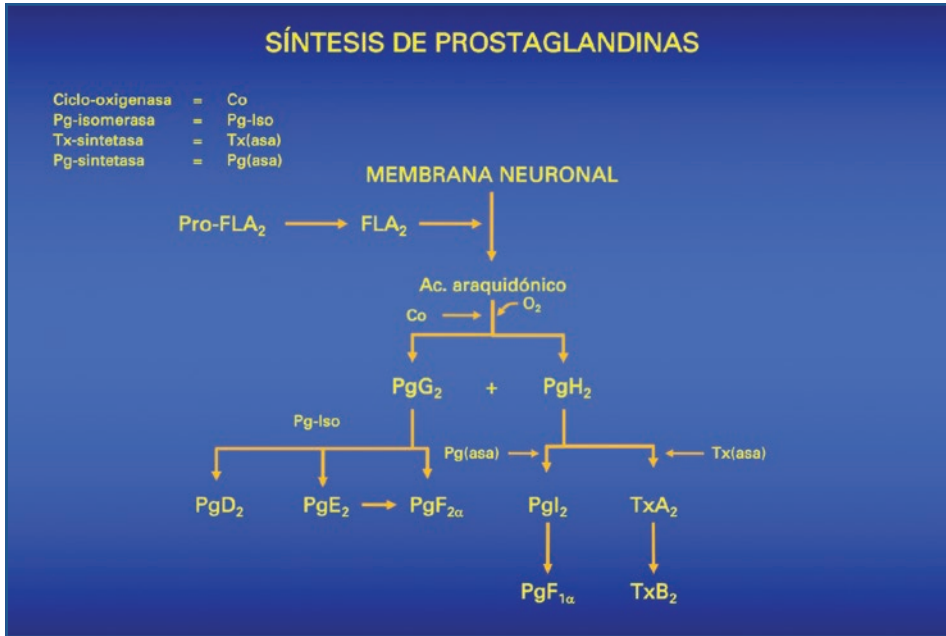 SÍNTESIS DE PROSTAGLANDINAS
Ciclo-oxigenasa = Co
Pg-isomerasa = Pg-Iso
Tx-sintetasa = Tx(asa)
Pg-sintetasa = Pg(asa)
MEMBRANA NEURONAL
Pro-FLA₂ FLA₂
Ac. araquidónico
Co O₂
PgG₂ + PgH₂
Pg-Iso
Pg(asa) Tx(asa)
PgD₂ PgE₂ PgF₂α PgI₂ TxA₂
PgF₁α TxB₂